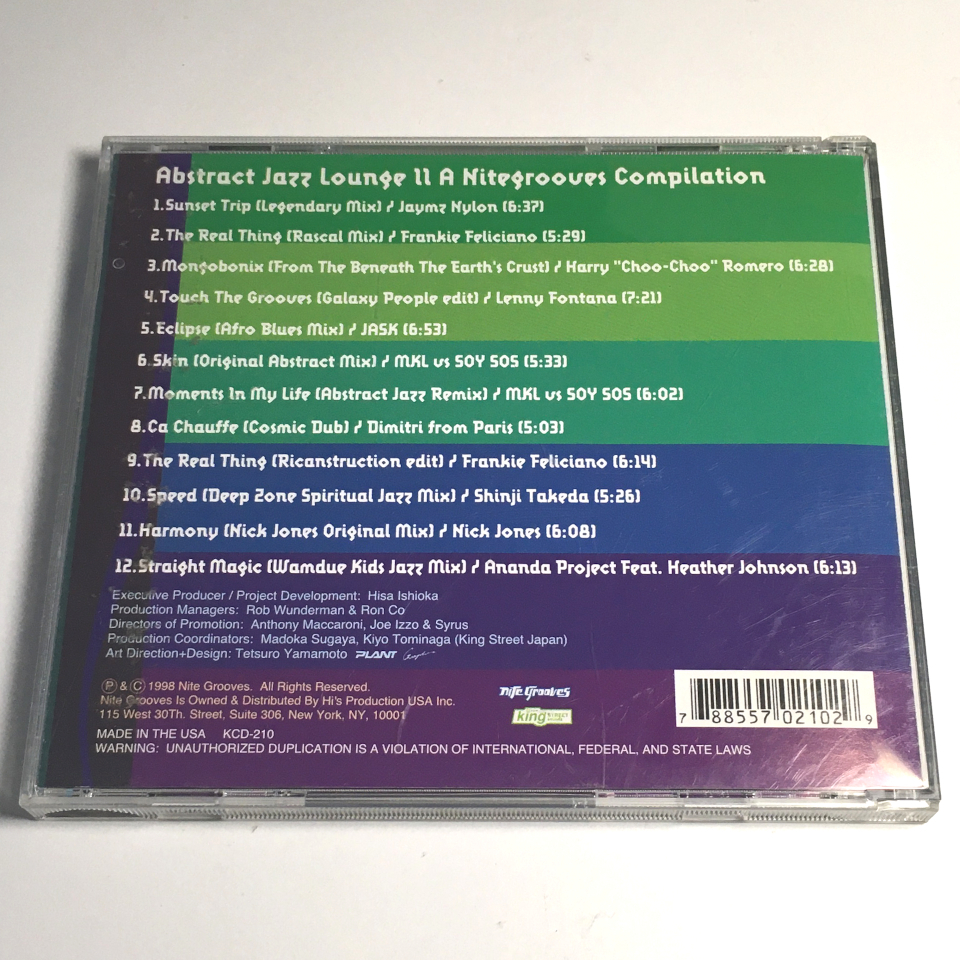 Abstract Jazz Lounge II A Nitegrooves Compilation
1.Sunset Trip (Legendary Mix) / Jaymz Nylon (6:37)
2.The Real Thing (Rascal Mix) / Frankie Feliciano (5:29)
3.Mongobonix (From The Beneath The Earth's Crust) / Harry "Choo-Choo" Romero (6:28)
4.Touch The Grooves (Galaxy People edit) / Lenny Fontana (7:21)
5.Eclipse (Afro Blues Mix) / JASK (6:53)
6.Skin (Original Abstract Mix) / MKL vs SOY SOS (5:33)
7.Moments In My Life (Abstract Jazz Remix) / MKL vs SOY SOS (6:02)
8.Ca Chauffe (Cosmic Dub) / Dimitri from Paris (5:03)
9.The Real Thing (Ricanstruction edit) / Frankie Feliciano (6:14)
10.Speed (Deep Zone Spiritual Jazz Mix) / Shinji Takeda (5:26)
11.Harmony (Nick Jones Original Mix) / Nick Jones (6:08)
12.Straight Magic (Wamdue Kids Jazz Mix) / Ananda Project Feat. Heather Johnson (6:13)
Executive Producer / Project Development: Hisa Ishioka
Production Managers: Rob Wunderman & Ron Co
Directors of Promotion: Anthony Maccaroni, Joe Izzo & Syrus
Production Coordinators: Madoka Sugaya, Kiyo Tominaga (King Street Japan)
Art Direction+Design: Tetsuro Yamamoto PLANT
℗ & © 1998 Nite Grooves. All Rights Reserved.
Nite Grooves Is Owned & Distributed By Hi's Production USA Inc.
115 West 30Th. Street, Suite 306, New York, NY, 10001
MADE IN THE USA KCD-210
WARNING: UNAUTHORIZED DUPLICATION IS A VIOLATION OF INTERNATIONAL, FEDERAL, AND STATE LAWS
nite Grooves
king STREET
7 88557 02102 9